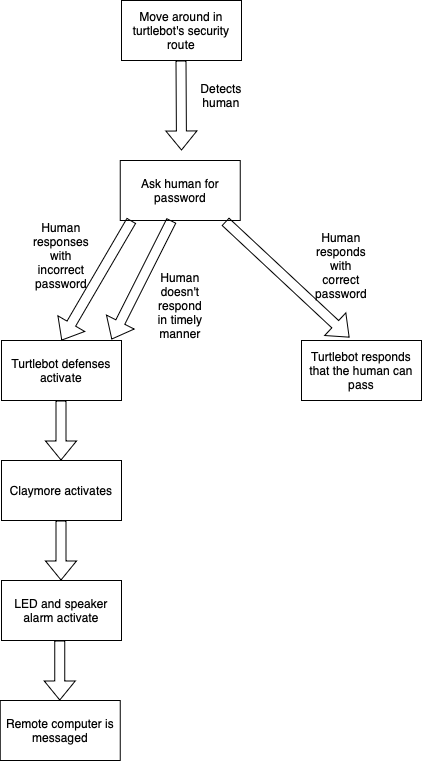 Move around in
turtlebot's security
route
Detects
human
Ask human for
password
Human
responses
with
incorrect
password
Human
doesn't
respond
in timely
manner
Human
responds
with
correct
password
Turtlebot defenses
activate
Turtlebot responds
that the human can
pass
Claymore activates
LED and speaker
alarm activate
Remote computer is
messaged